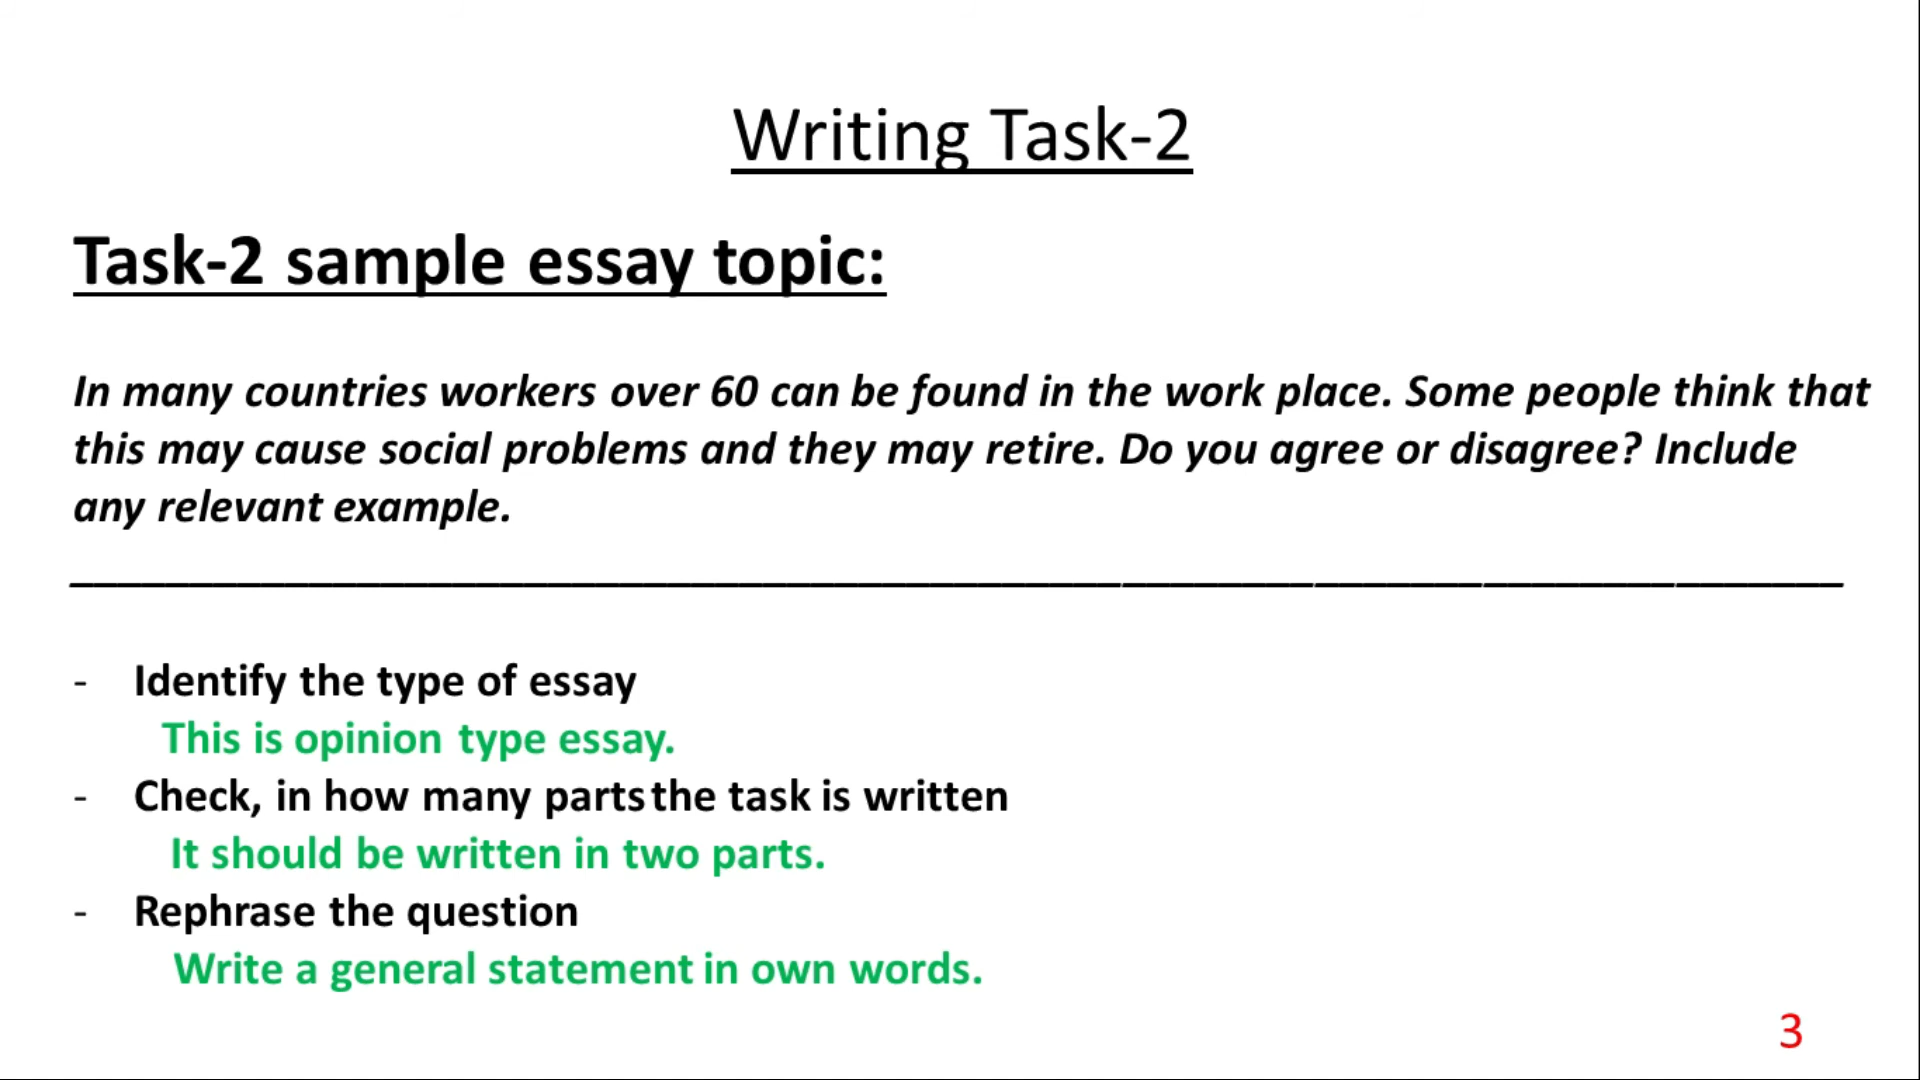 Writing Task-2
Task-2 sample essay topic:
In many countries workers over 60 can be found in the work place. Some people think that
this may cause social problems and they may retire. Do you agree or disagree? Include
any relevant example.
- Identify the type of essay
This is opinion type essay.
- Check, in how many parts the task is written
It should be written in two parts.
- Rephrase the question
Write a general statement in own words.
3